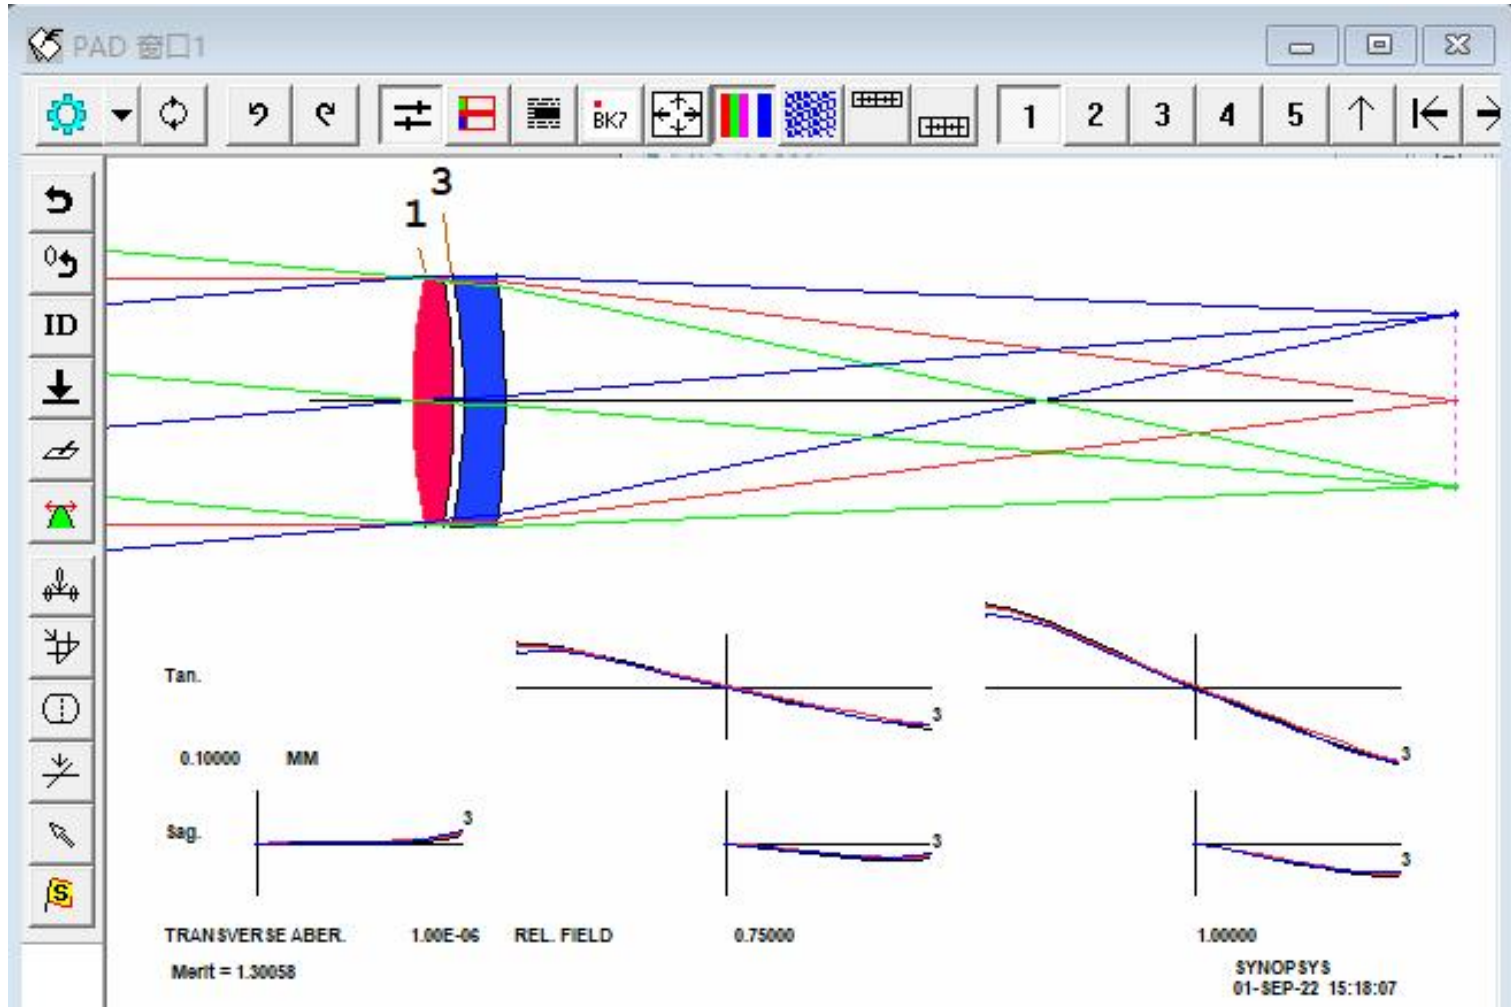 PAD 窗口1
BK7 1 2 3 4 5
ID
S
3
1
Tan.
3 3
0.10000 MM
Sag.
3 3 3
TRANSVERSE ABER. 1.00E-06 REL. FIELD 0.75000 1.00000
Merit = 1.30058
SYNOPSYS
01-SEP-22 15:18:07